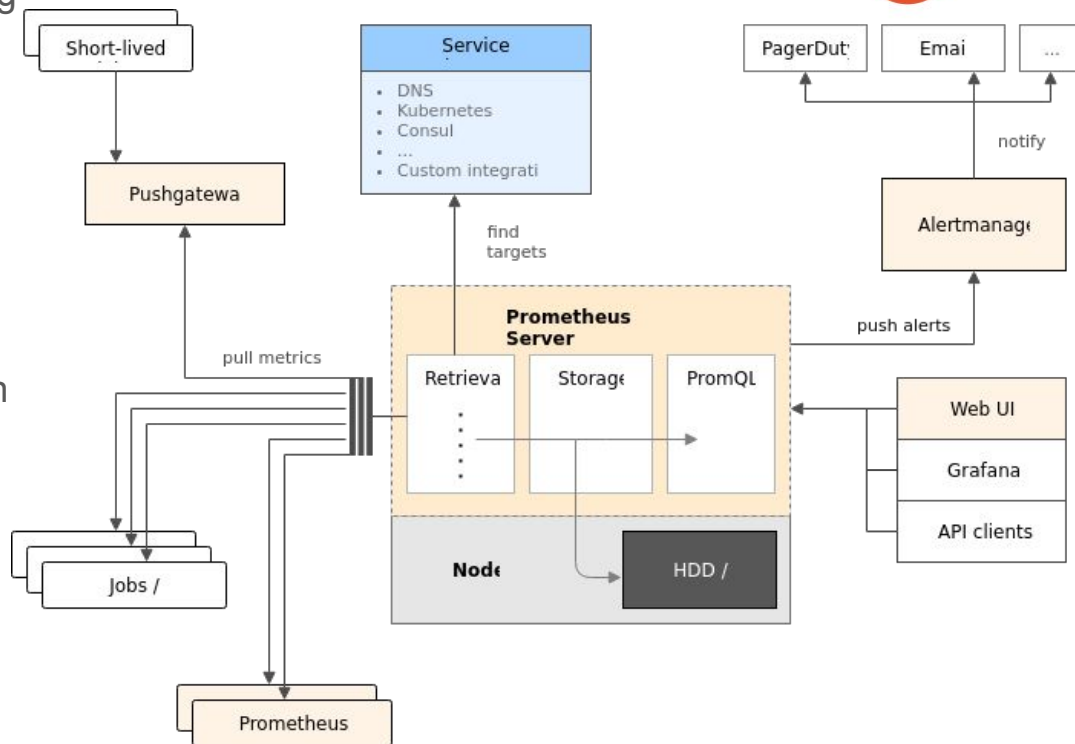 g
Short-lived
Service
PagerDut
Emai
...
DNS
Kubernetes
Consul
...
Custom integrati
notify
Pushgatewa
Alertmanage
find
targets
Prometheus
Server
push alerts
pull metrics
n
Retrieva
Storage
PromQL
Web UI
Grafana
API clients
Node
HDD /
Jobs /
Prometheus